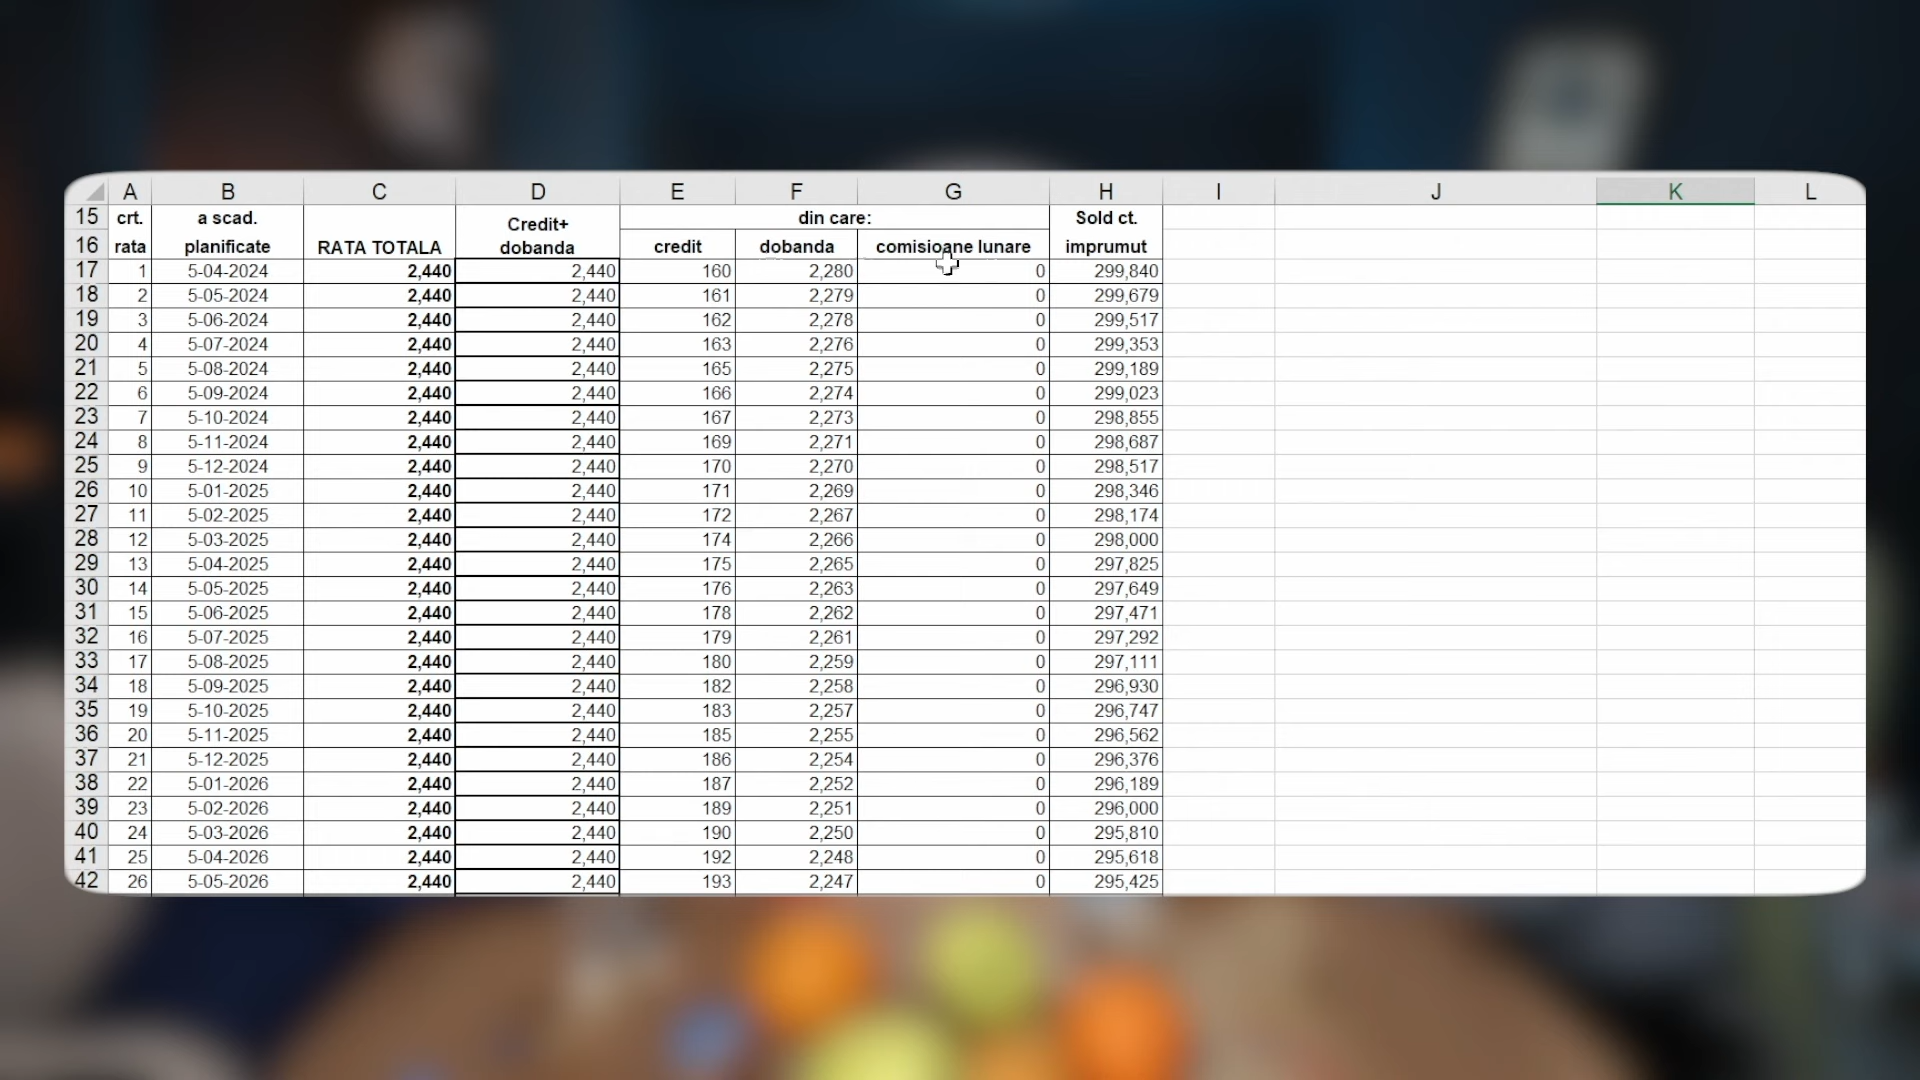 A B C D E F G H I J K L
15 crt. a scad. Credit+ din care: Sold ct.
16 rata planificate RATA TOTALA dobanda credit dobanda comisioane lunare imprumut
17 1 5-04-2024 2,440 2,440 160 2,280 0 299,840
18 2 5-05-2024 2,440 2,440 161 2,279 0 299,679
19 3 5-06-2024 2,440 2,440 162 2,278 0 299,517
20 4 5-07-2024 2,440 2,440 163 2,276 0 299,353
21 5 5-08-2024 2,440 2,440 165 2,275 0 299,189
22 6 5-09-2024 2,440 2,440 166 2,274 0 299,023
23 7 5-10-2024 2,440 2,440 167 2,273 0 298,855
24 8 5-11-2024 2,440 2,440 169 2,271 0 298,687
25 9 5-12-2024 2,440 2,440 170 2,270 0 298,517
26 10 5-01-2025 2,440 2,440 171 2,269 0 298,346
27 11 5-02-2025 2,440 2,440 172 2,267 0 298,174
28 12 5-03-2025 2,440 2,440 174 2,266 0 298,000
29 13 5-04-2025 2,440 2,440 175 2,265 0 297,825
30 14 5-05-2025 2,440 2,440 176 2,263 0 297,649
31 15 5-06-2025 2,440 2,440 178 2,262 0 297,471
32 16 5-07-2025 2,440 2,440 179 2,261 0 297,292
33 17 5-08-2025 2,440 2,440 180 2,259 0 297,111
34 18 5-09-2025 2,440 2,440 182 2,258 0 296,930
35 19 5-10-2025 2,440 2,440 183 2,257 0 296,747
36 20 5-11-2025 2,440 2,440 185 2,255 0 296,562
37 21 5-12-2025 2,440 2,440 186 2,254 0 296,376
38 22 5-01-2026 2,440 2,440 187 2,252 0 296,189
39 23 5-02-2026 2,440 2,440 189 2,251 0 296,000
40 24 5-03-2026 2,440 2,440 190 2,250 0 295,810
41 25 5-04-2026 2,440 2,440 192 2,248 0 295,618
42 26 5-05-2026 2,440 2,440 193 2,247 0 295,425